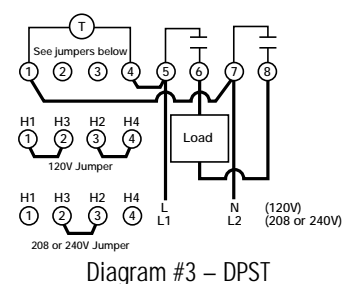 T
See jumpers below
1 2 3 4 5 6 7 8
H1 H3 H2 H4
1 2 3 4
120V Jumper
Load
H1 H3 H2 H4
1 2 3 4
208 or 240V Jumper
L N (120V)
L1 L2 (208 or 240V)
Diagram #3 – DPST